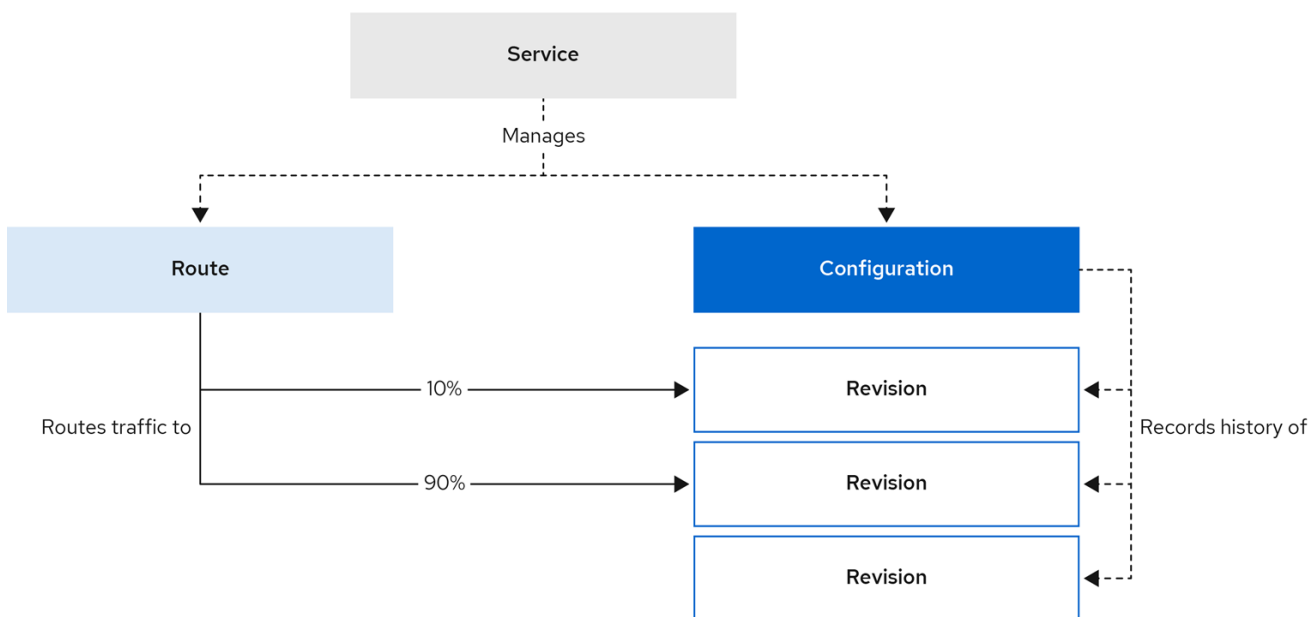 Service
Manages
Route
Configuration
10%
Revision
Routes traffic to
Records history of
90%
Revision
Revision